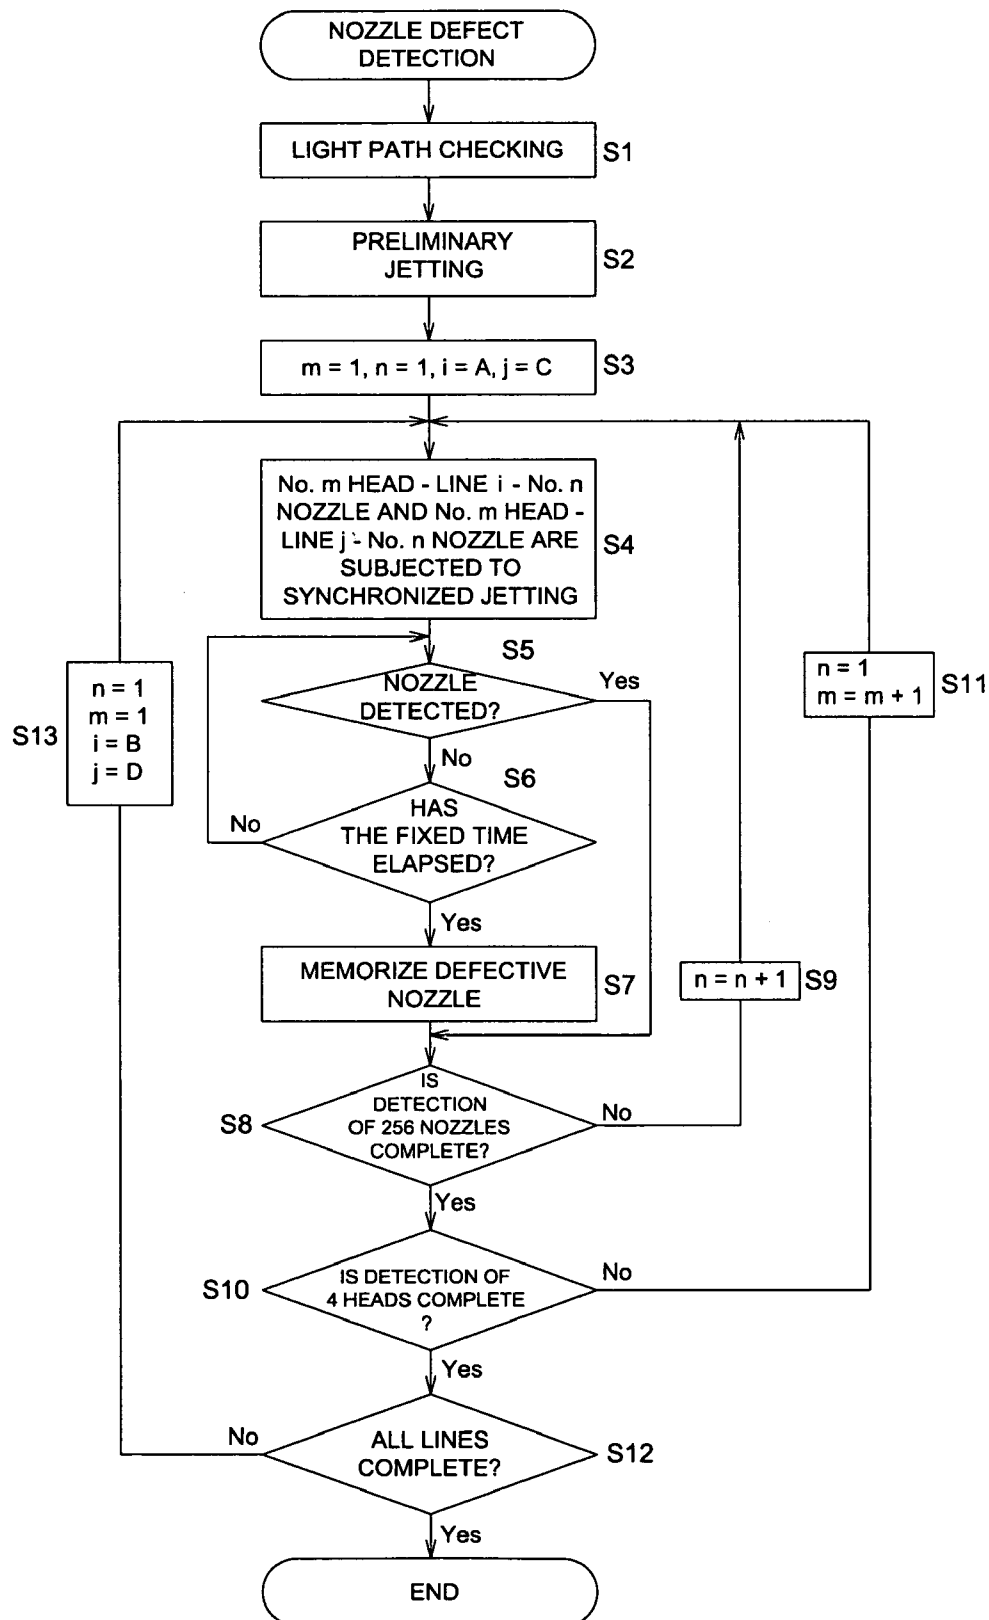 NOZZLE DEFECT
DETECTION
LIGHT PATH CHECKING
S1
PRELIMINARY
JETTING
S2
m = 1, n = 1, i = A, j = C
S3
No. m HEAD - LINE i - No. n
NOZZLE AND No. m HEAD -
LINE j - No. n NOZZLE ARE
SUBJECTED TO
SYNCHRONIZED JETTING
S4
S5
NOZZLE
DETECTED?
Yes
No
n = 1
m = m + 1
S11
S13
n = 1
m = 1
i = B
j = D
S6
HAS
THE FIXED TIME
ELAPSED?
No
Yes
MEMORIZE DEFECTIVE
NOZZLE
S7
n = n + 1
S9
S8
IS
DETECTION
OF 256 NOZZLES
COMPLETE?
No
Yes
S10
IS DETECTION OF
4 HEADS COMPLETE
?
No
Yes
No
ALL LINES
COMPLETE?
S12
Yes
END